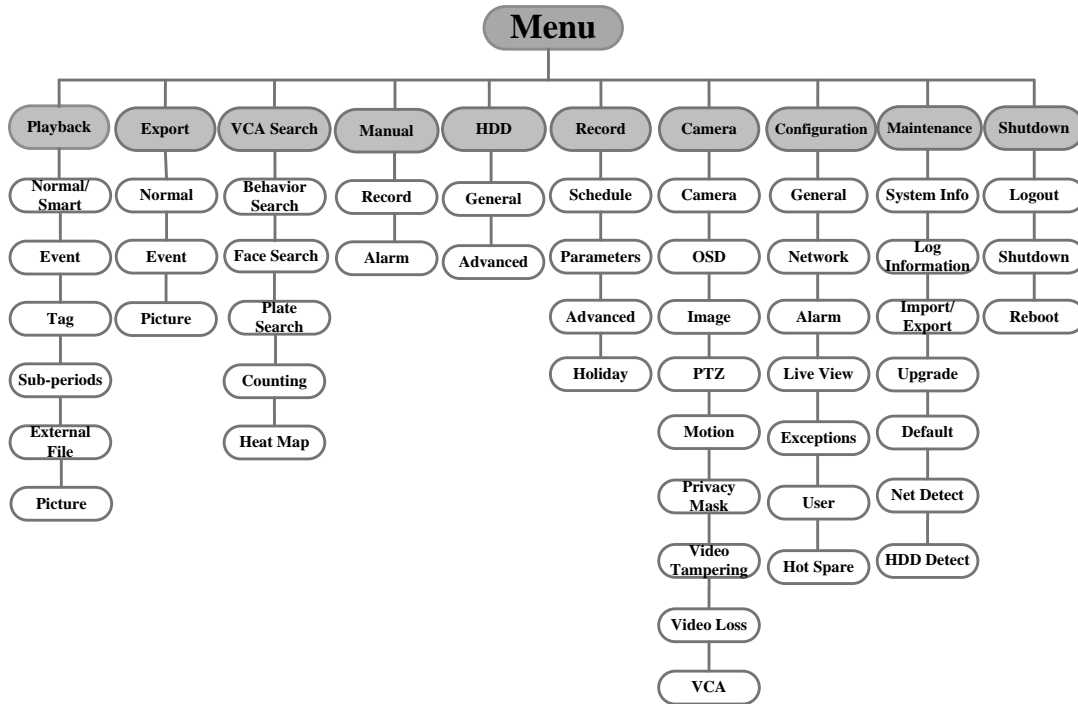 Menu
Playback
Export
VCA Search
Manual
HDD
Record
Camera
Configuration
Maintenance
Shutdown
Normal/
Smart
Event
Tag
Sub-periods
External
File
Picture
Normal
Event
Picture
Behavior
Search
Face Search
Plate
Search
Counting
Heat Map
Record
Alarm
General
Advanced
Schedule
Parameters
Advanced
Holiday
Camera
OSD
Image
PTZ
Motion
Privacy
Mask
Video
Tampering
Video Loss
VCA
General
Network
Alarm
Live View
Exceptions
User
Hot Spare
System Info
Log
Information
Import/
Export
Upgrade
Default
Net Detect
HDD Detect
Logout
Shutdown
Reboot